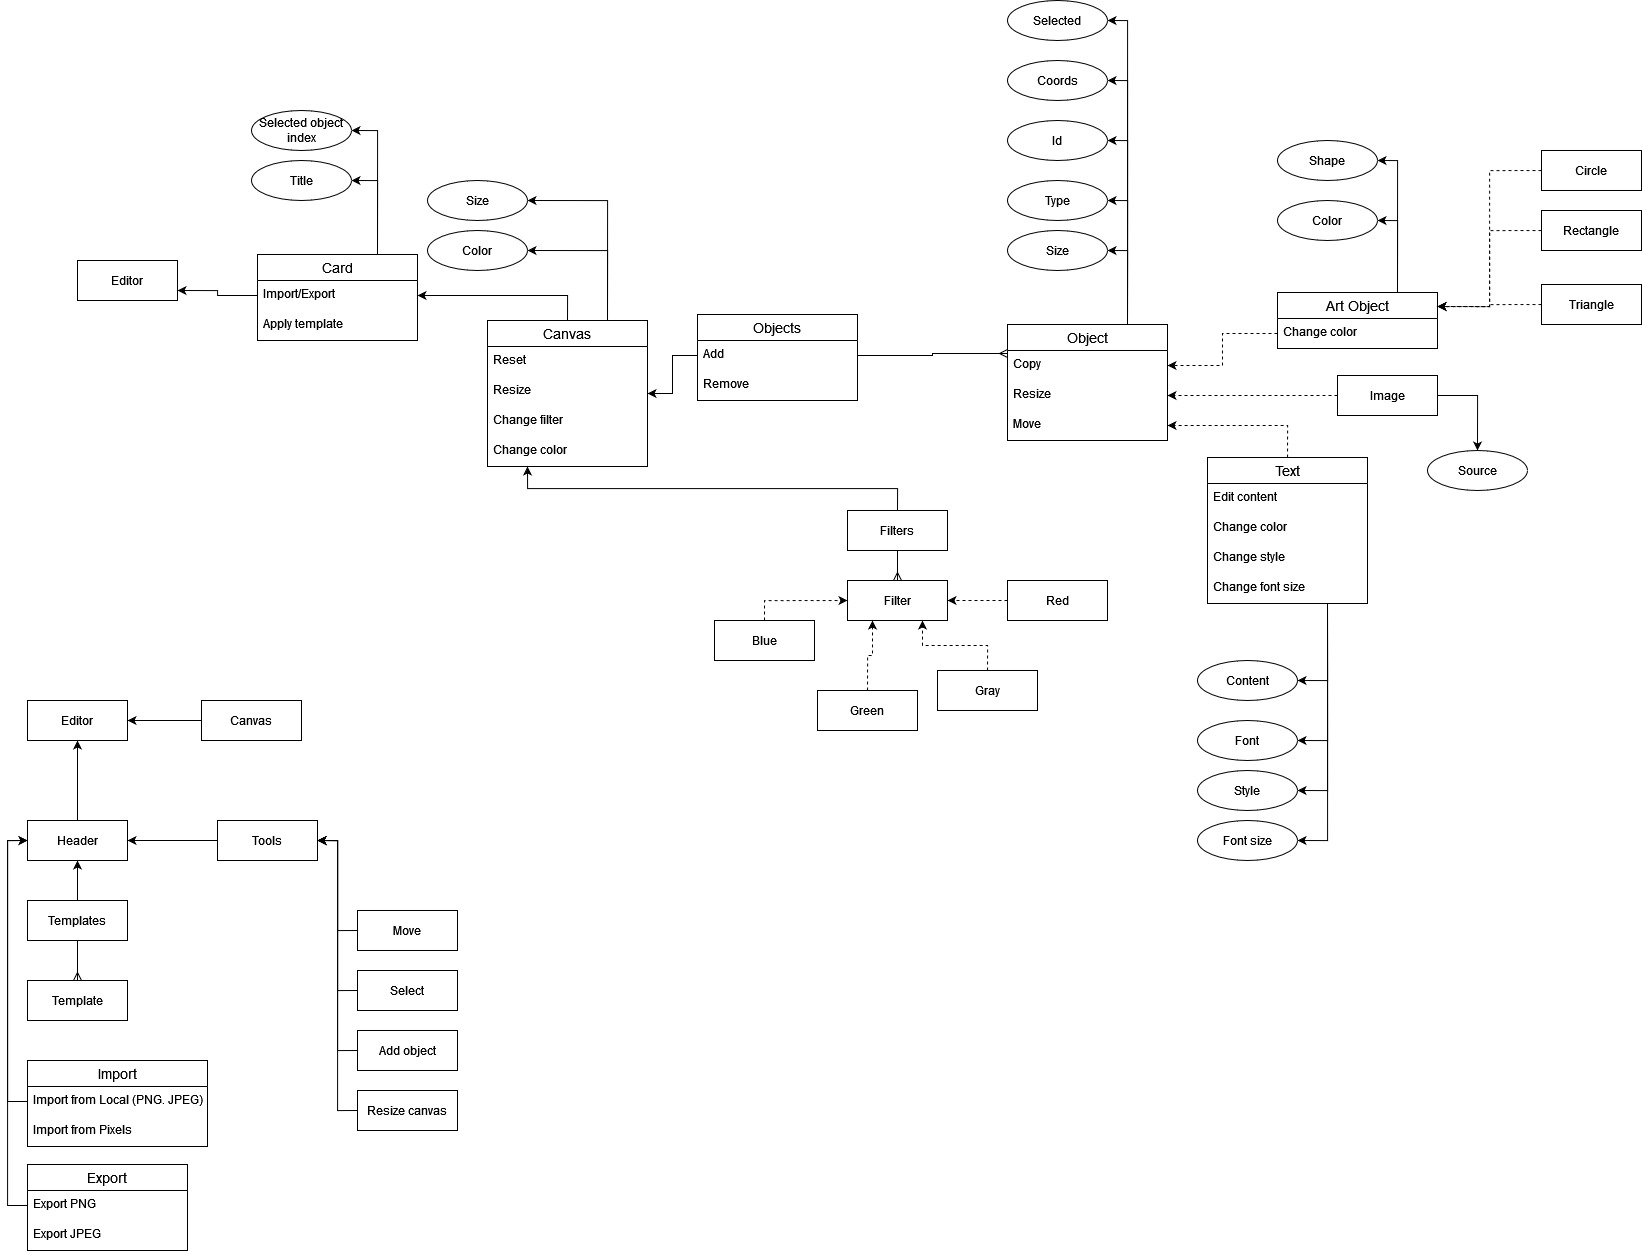 Selected
Coords
Id
Type
Size
Selected object
index
Title
Size
Color
Shape
Color
Circle
Rectangle
Triangle
Editor
Card
Import/Export
Apply template
Canvas
Reset
Resize
Change filter
Change color
Objects
Add
Remove
Object
Copy
Resize
Move
Art Object
Change color
Image
Source
Text
Edit content
Change color
Change style
Change font size
Filters
Filter
Red
Blue
Gray
Green
Content
Font
Style
Font size
Editor
Canvas
Header
Tools
Templates
Template
Move
Select
Add object
Resize canvas
Import
Import from Local (PNG. JPEG)
Import from Pixels
Export
Export PNG
Export JPEG